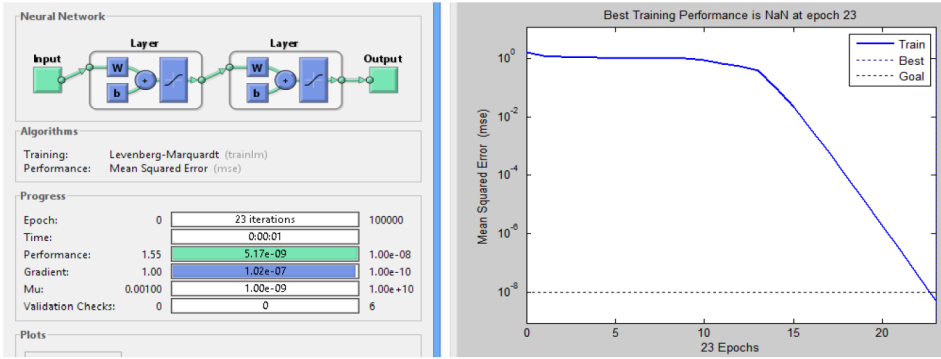 Neural Network
Layer Layer
Input Output
W W
+ +
b b
Algorithms
Training: Levenberg-Marquardt (trainlm)
Performance: Mean Squared Error (mse)
Progress
Epoch: 0 23 iterations 100000
Time: 0:00:01
Performance: 1.55 5.17e-09 1.00e-08
Gradient: 1.00 1.02e-07 1.00e-10
Mu: 0.00100 1.00e-09 1.00e+10
Validation Checks: 0 0 6
Plots
Best Training Performance is NaN at epoch 23
Train
Best
Goal
Mean Squared Error (mse)
10^0
10^-2
10^-4
10^-6
10^-8
0 5 10 15 20
23 Epochs